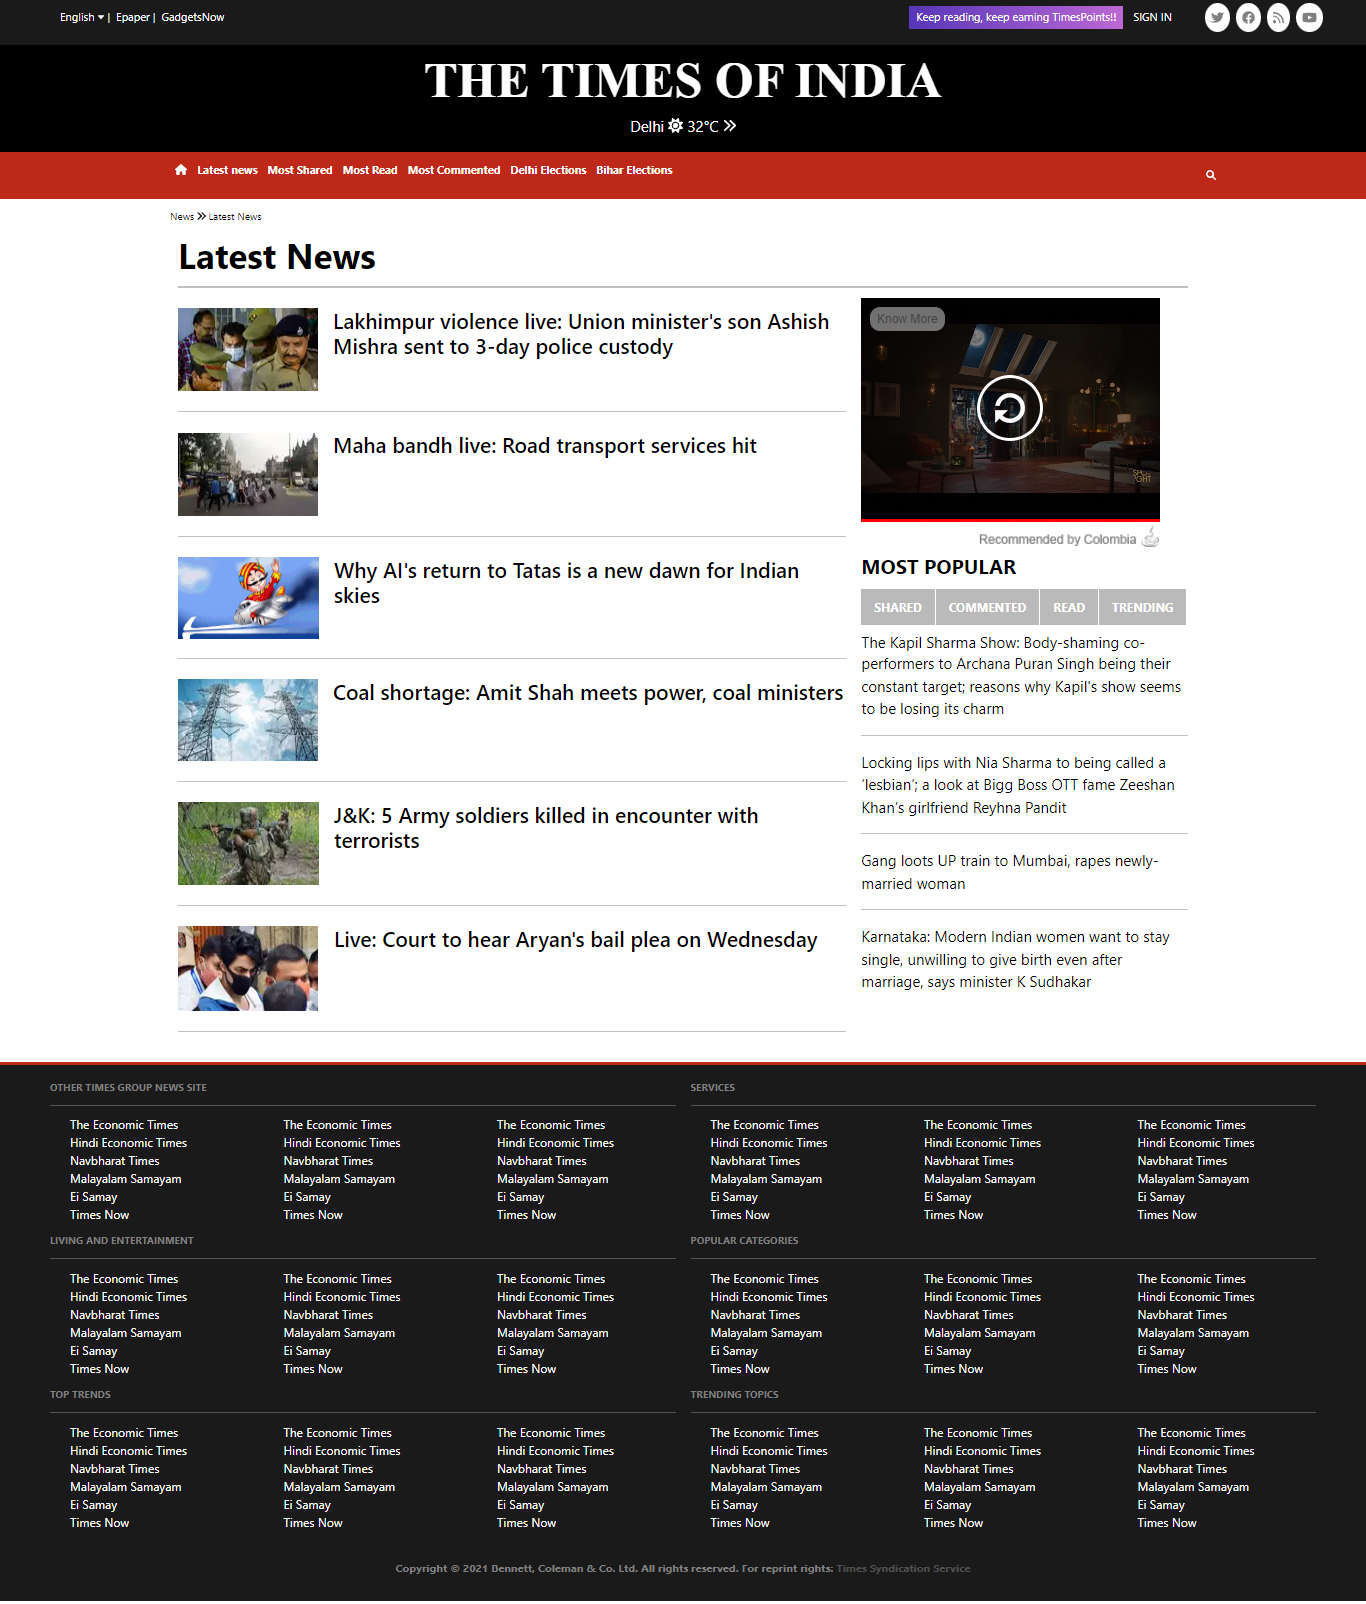 English | Epaper | GadgetsNow
Keep reading, keep earning TimesPoints!! SIGN IN
THE TIMES OF INDIA
Delhi 32°C
Latest news Most Shared Most Read Most Commented Delhi Elections Bihar Elections
News Latest News
Latest News
Lakhimpur violence live: Union minister's son Ashish
Mishra sent to 3-day police custody
Maha bandh live: Road transport services hit
Why AI's return to Tatas is a new dawn for Indian
skies
Coal shortage: Amit Shah meets power, coal ministers
J&K: 5 Army soldiers killed in encounter with
terrorists
Live: Court to hear Aryan's bail plea on Wednesday
Know More
Recommended by Colombia
MOST POPULAR
SHARED COMMENTED READ TRENDING
The Kapil Sharma Show: Body-shaming co-
performers to Archana Puran Singh being their
constant target; reasons why Kapil's show seems
to be losing its charm
Locking lips with Nia Sharma to being called a
‘lesbian’; a look at Bigg Boss OTT fame Zeeshan
Khan’s girlfriend Reyhna Pandit
Gang loots UP train to Mumbai, rapes newly-
married woman
Karnataka: Modern Indian women want to stay
single, unwilling to give birth even after
marriage, says minister K Sudhakar
OTHER TIMES GROUP NEWS SITE SERVICES
The Economic Times The Economic Times The Economic Times The Economic Times The Economic Times The Economic Times
Hindi Economic Times Hindi Economic Times Hindi Economic Times Hindi Economic Times Hindi Economic Times Hindi Economic Times
Navbharat Times Navbharat Times Navbharat Times Navbharat Times Navbharat Times Navbharat Times
Malayalam Samayam Malayalam Samayam Malayalam Samayam Malayalam Samayam Malayalam Samayam Malayalam Samayam
Ei Samay Ei Samay Ei Samay Ei Samay Ei Samay Ei Samay
Times Now Times Now Times Now Times Now Times Now Times Now
LIVING AND ENTERTAINMENT POPULAR CATEGORIES
The Economic Times The Economic Times The Economic Times The Economic Times The Economic Times The Economic Times
Hindi Economic Times Hindi Economic Times Hindi Economic Times Hindi Economic Times Hindi Economic Times Hindi Economic Times
Navbharat Times Navbharat Times Navbharat Times Navbharat Times Navbharat Times Navbharat Times
Malayalam Samayam Malayalam Samayam Malayalam Samayam Malayalam Samayam Malayalam Samayam Malayalam Samayam
Ei Samay Ei Samay Ei Samay Ei Samay Ei Samay Ei Samay
Times Now Times Now Times Now Times Now Times Now Times Now
TOP TRENDS TRENDING TOPICS
The Economic Times The Economic Times The Economic Times The Economic Times The Economic Times The Economic Times
Hindi Economic Times Hindi Economic Times Hindi Economic Times Hindi Economic Times Hindi Economic Times Hindi Economic Times
Navbharat Times Navbharat Times Navbharat Times Navbharat Times Navbharat Times Navbharat Times
Malayalam Samayam Malayalam Samayam Malayalam Samayam Malayalam Samayam Malayalam Samayam Malayalam Samayam
Ei Samay Ei Samay Ei Samay Ei Samay Ei Samay Ei Samay
Times Now Times Now Times Now Times Now Times Now Times Now
Copyright © 2021 Bennett, Coleman & Co. Ltd. All rights reserved. For reprint rights: Times Syndication Service